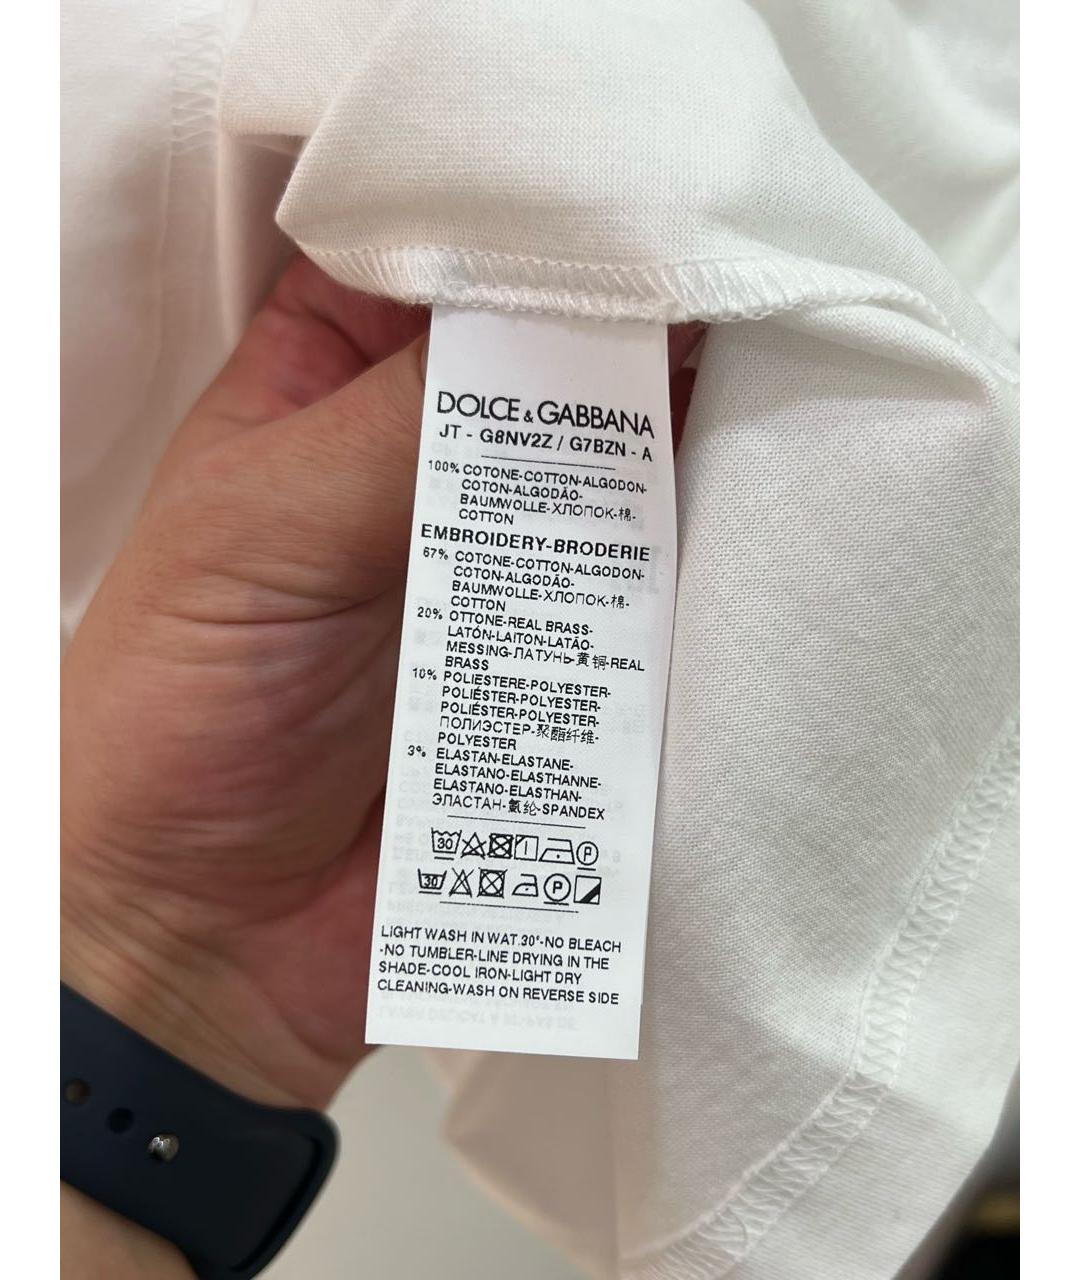 DOLCE & GABBANA
JT - G8NV2Z / G7BZN - A
100% COTONE-COTTON-ALGODON-
COTON-ALGODÃO-
BAUMWOLLE-ХЛОПОК-棉-
COTTON
EMBROIDERY-BRODERIE
67% COTONE-COTTON-ALGODON-
COTON-ALGODÃO-
BAUMWOLLE-ХЛОПОК-棉-
COTTON
20% OTTONE-REAL BRASS-
LATÓN-LAITON-LATÃO-
MESSING-ЛАТУНЬ-黄铜-REAL
BRASS
10% POLIESTERE-POLYESTER-
POLIÉSTER-POLYESTER-
POLIÉSTER-POLYESTER-
ПОЛИЭСТЕР-聚酯纤维-
POLYESTER
3% ELASTAN-ELASTANE-
ELASTANO-ELASTHANNE-
ELASTANO-ELASTHAN-
ЭЛАСТАН-氨纶-SPANDEX
30 P
30 P
LIGHT WASH IN WAT.30°-NO BLEACH
-NO TUMBLER-LINE DRYING IN THE
SHADE-COOL IRON-LIGHT DRY
CLEANING-WASH ON REVERSE SIDE